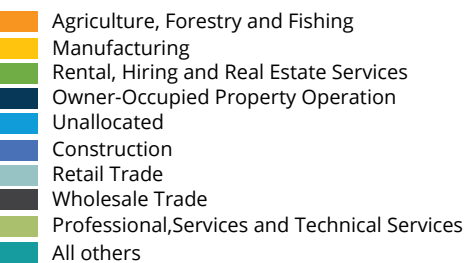 Agriculture, Forestry and Fishing
Manufacturing
Rental, Hiring and Real Estate Services
Owner-Occupied Property Operation
Unallocated
Construction
Retail Trade
Wholesale Trade
Professional,Services and Technical Services
All others